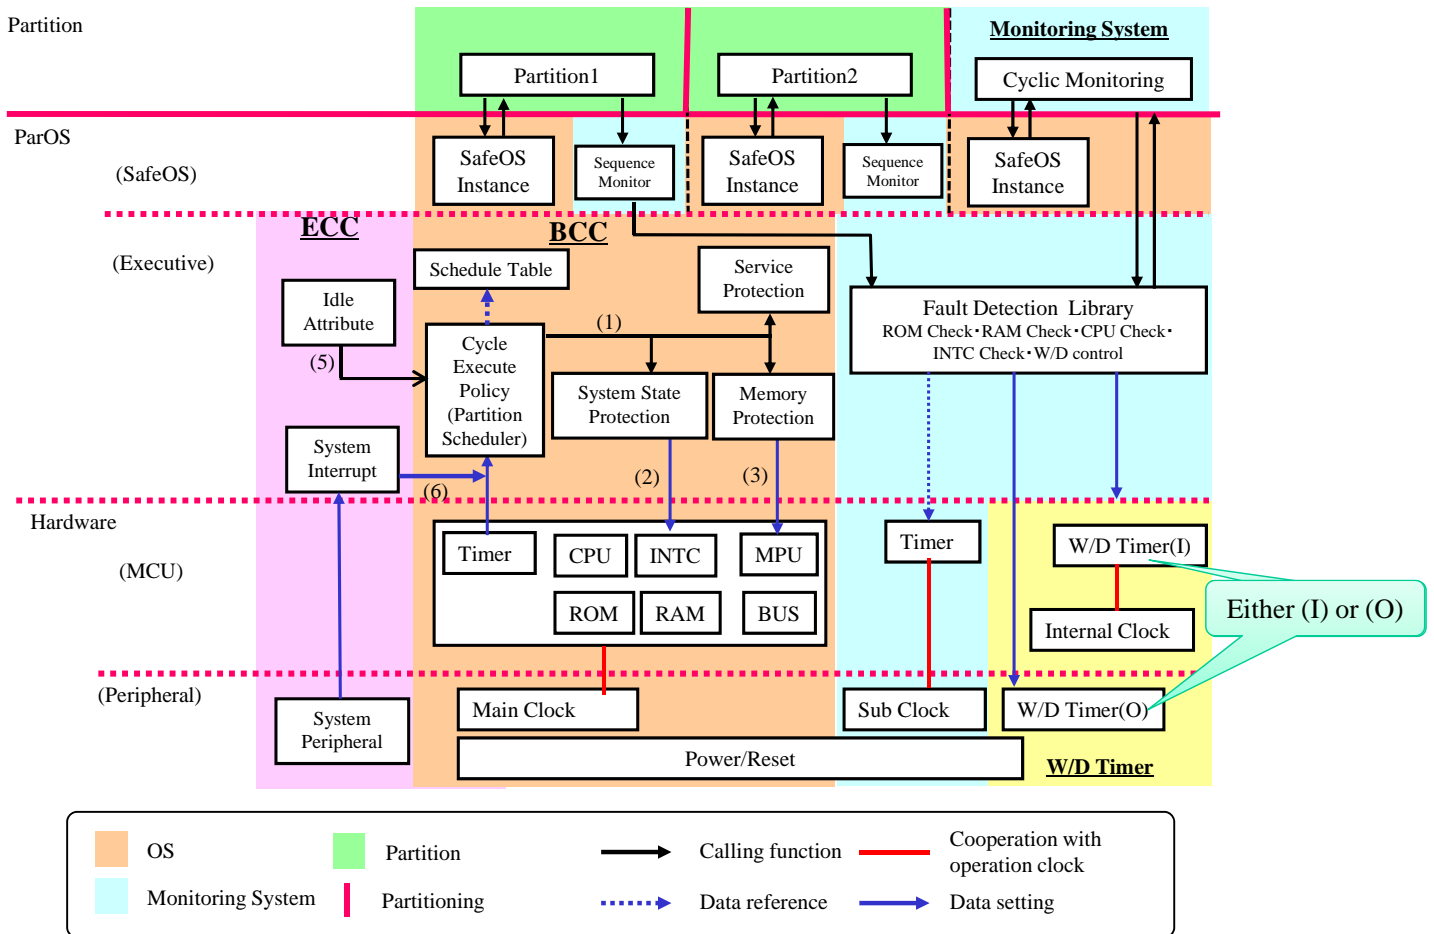 Partition
Monitoring System
Partition1
Partition2
Cyclic Monitoring
ParOS
(SafeOS)
SafeOS
Instance
Sequence
Monitor
SafeOS
Instance
Sequence
Monitor
SafeOS
Instance
ECC
BCC
(Executive)
Schedule Table
Service
Protection
Idle
Attribute
Fault Detection Library
ROM Check・RAM Check・CPU Check・
INTC Check・W/D control
(1)
(5)
Cycle
Execute
Policy
(Partition
Scheduler)
System State
Protection
Memory
Protection
System
Interrupt
(6)
(2)
(3)
Hardware
(MCU)
Timer
CPU
INTC
MPU
ROM
RAM
BUS
Timer
W/D Timer(I)
Internal Clock
Either (I) or (O)
(Peripheral)
System
Peripheral
Main Clock
Sub Clock
W/D Timer(O)
Power/Reset
W/D Timer
OS
Partition
Calling function
Cooperation with
operation clock
Monitoring System
Partitioning
Data reference
Data setting